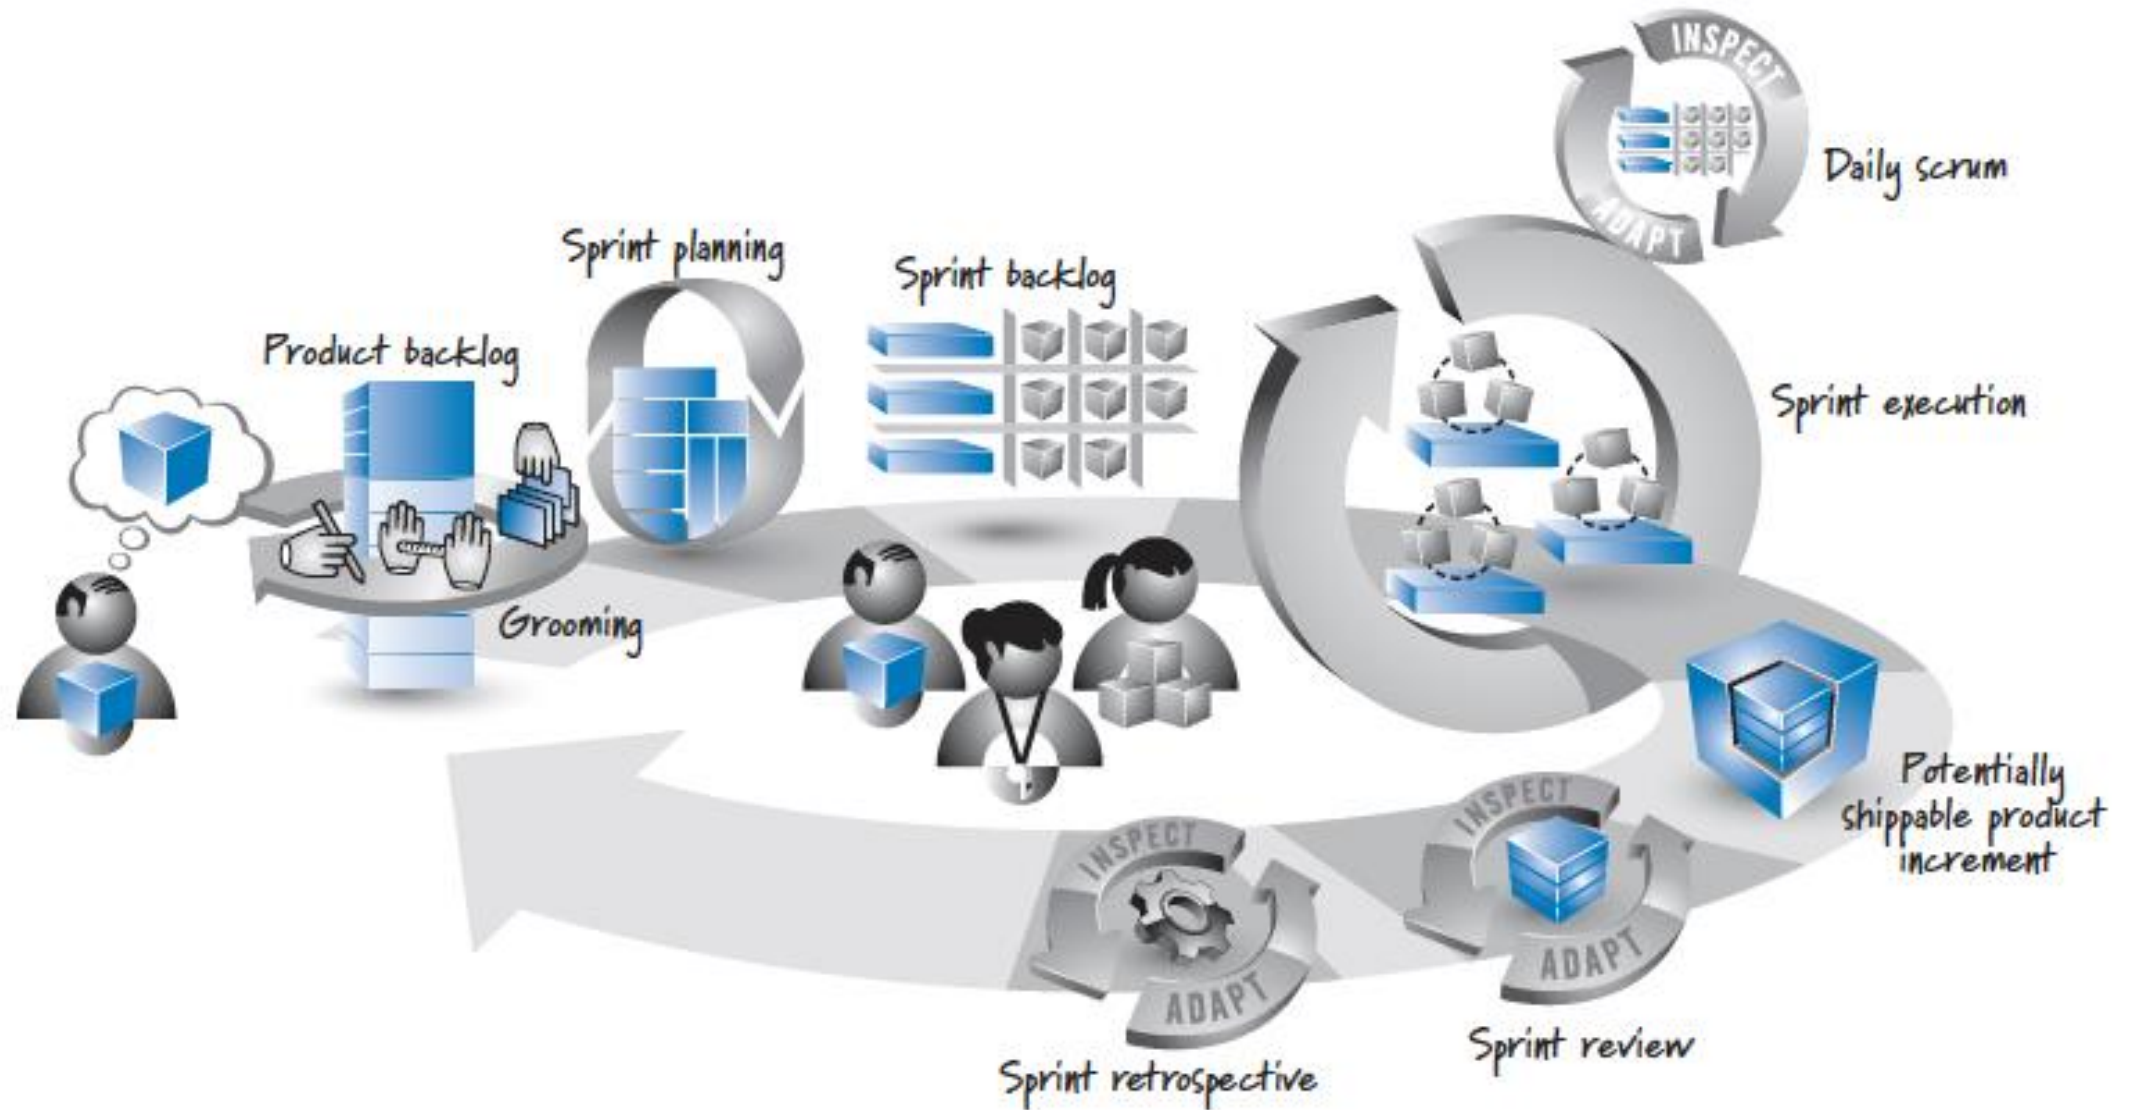 INSPECT
ADAPT
Daily scrum
Sprint planning
Sprint backlog
Product backlog
Sprint execution
Grooming
Potentially
shippable product
increment
INSPECT
ADAPT
Sprint review
INSPECT
ADAPT
Sprint retrospective